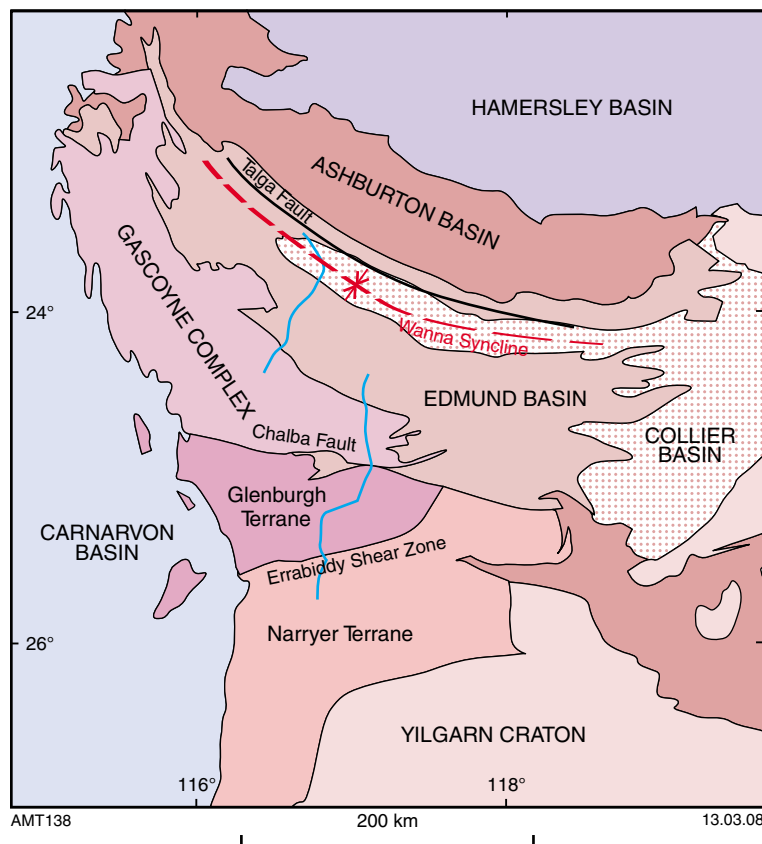 HAMERSLEY BASIN
ASHBURTON BASIN
Talga Fault
GASCOYNE COMPLEX
24°
Wanna Syncline
EDMUND BASIN
Chalba Fault
COLLIER
BASIN
Glenburgh
Terrane
CARNARVON
BASIN
Errabiddy Shear Zone
Narryer Terrane
26°
YILGARN CRATON
116°
118°
AMT138
200 km
13.03.08